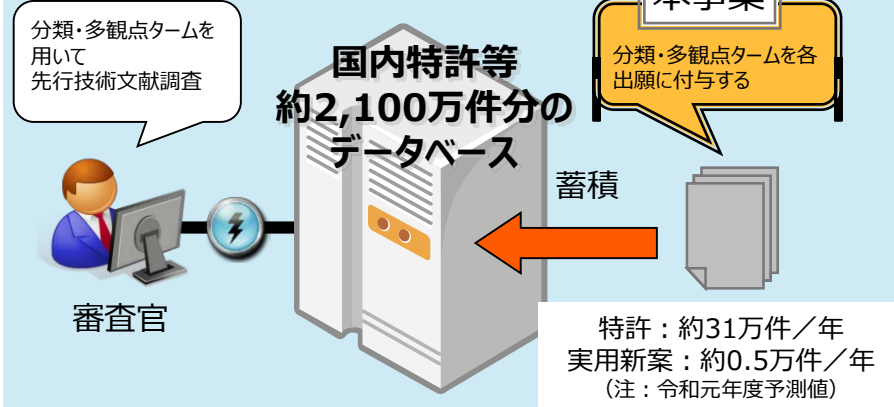 分類・多観点タームを
用いて
先行技術文献調査
国内特許等
約2,100万件分の
データベース
本事業
分類・多観点タームを各
出願に付与する
蓄積
審査官
特許：約31万件／年
実用新案：約0.5万件／年
（注：令和元年度予測値）